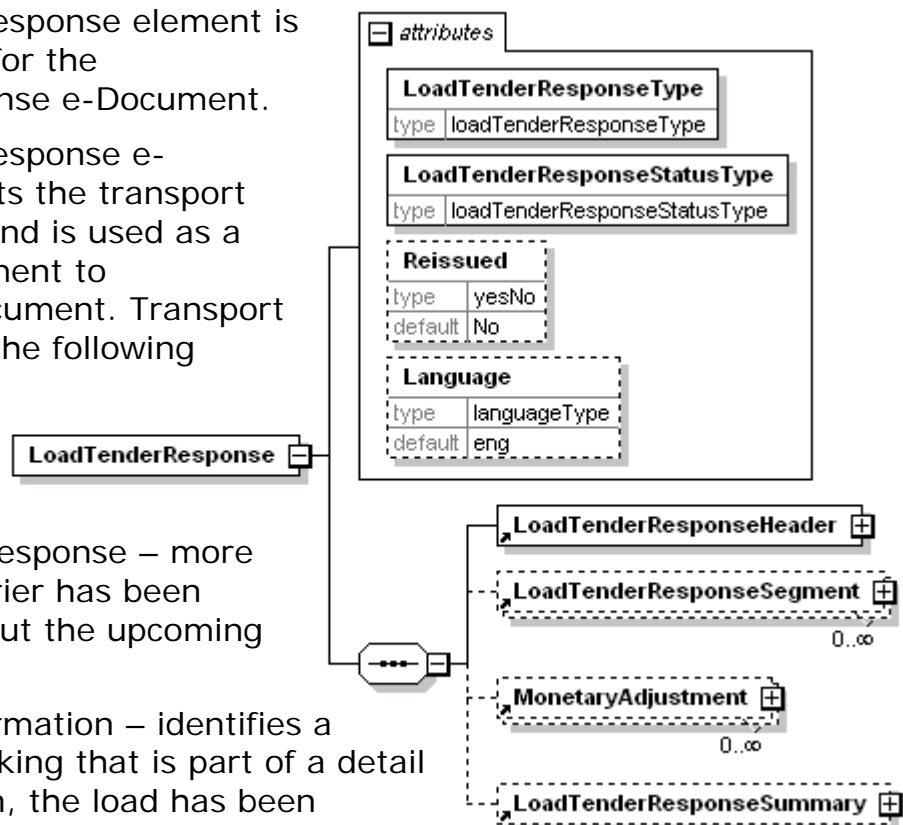 esponse element is
for the
nse e-Document.
esponse e-
ts the transport
nd is used as a
nent to
cument. Transport
he following
esponse – more
rier has been
out the upcoming
rmation – identifies a
king that is part of a detail
n, the load has been
attributes
LoadTenderResponseType
type loadTenderResponseType
LoadTenderResponseStatusType
type loadTenderResponseStatusType
Reissued
type yesNo
default No
Language
type languageType
default eng
LoadTenderResponse
LoadTenderResponseHeader
LoadTenderResponseSegment
0..∞
MonetaryAdjustment
0..∞
LoadTenderResponseSummary